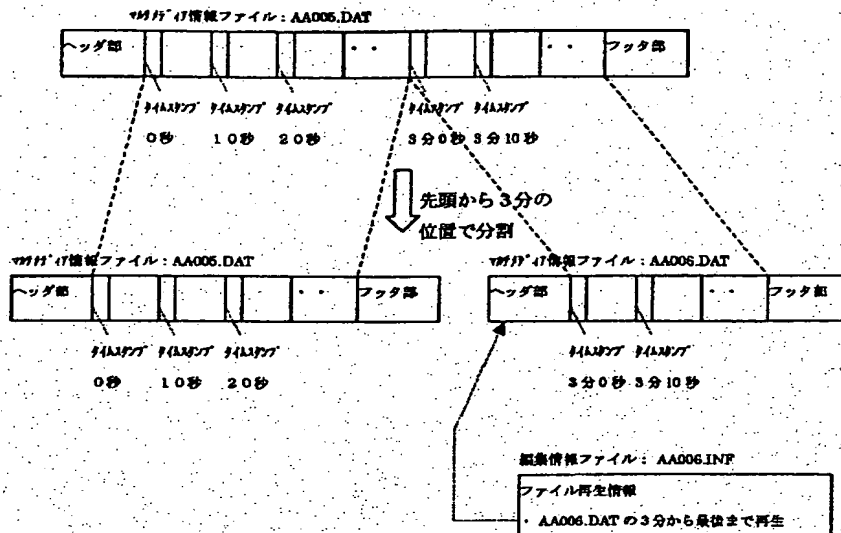 マルチメディア情報ファイル：AA005.DAT
ヘッダ部
・・
・・
フッタ部
タイムスタンプ タイムスタンプ タイムスタンプ タイムスタンプ タイムスタンプ
0秒 10秒 20秒 3分0秒 3分10秒
先頭から3分の
位置で分割
マルチメディア情報ファイル：AA005.DAT
ヘッダ部
・・
フッタ部
タイムスタンプ タイムスタンプ タイムスタンプ
0秒 10秒 20秒
マルチメディア情報ファイル：AA006.DAT
ヘッダ部
・・
フッタ部
タイムスタンプ タイムスタンプ
3分0秒 3分10秒
編集情報ファイル：AA006.INF
ファイル再生情報
・AA006.DATの3分から最後まで再生